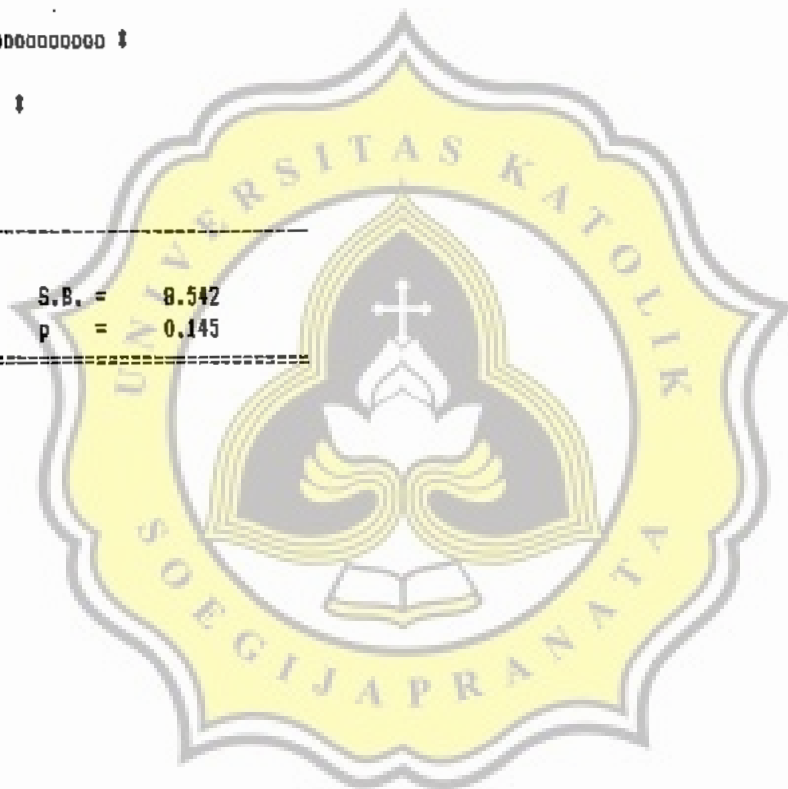 S.B. = 8.542
p = 0.145
UNIVERSITAS KATOLIK
SOEGIJAPRANATA